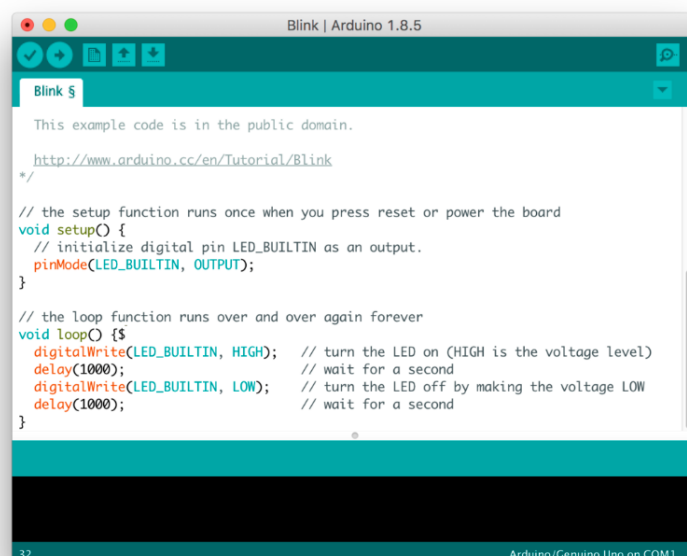 Blink | Arduino 1.8.5
Blink §
This example code is in the public domain.
http://www.arduino.cc/en/Tutorial/Blink
*/
// the setup function runs once when you press reset or power the board
void setup() {
// initialize digital pin LED_BUILTIN as an output.
pinMode(LED_BUILTIN, OUTPUT);
}
// the loop function runs over and over again forever
void loop() {$
digitalWrite(LED_BUILTIN, HIGH);   // turn the LED on (HIGH is the voltage level)
delay(1000);                       // wait for a second
digitalWrite(LED_BUILTIN, LOW);    // turn the LED off by making the voltage LOW
delay(1000);                       // wait for a second
}
32 Arduino/Genuino Uno on COM1